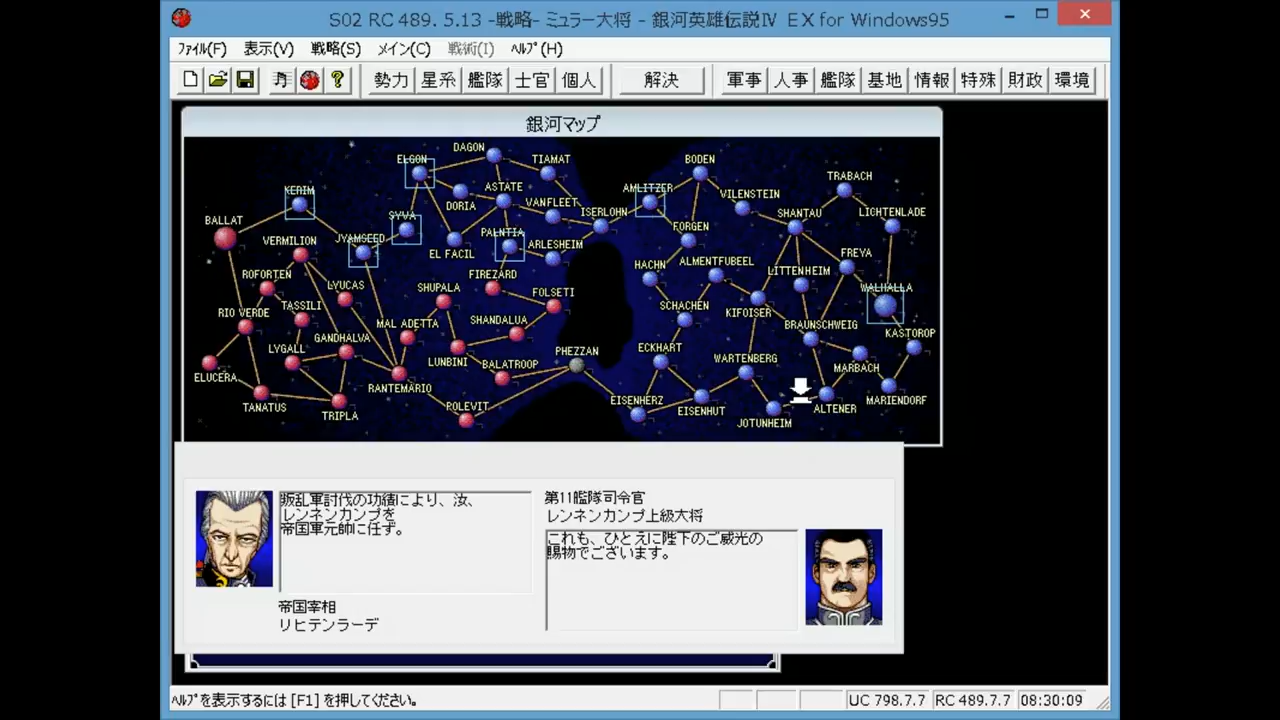 S02 RC 489. 5.13 -戦略- ミュラー大将 - 銀河英雄伝説Ⅳ EX for Windows95
ﾌｧｲﾙ(F) 表示(V) 戦略(S) メイン(C) 戦術(I) ﾍﾙﾌﾟ(H)
勢力 星系 艦隊 士官 個人 解決 軍事 人事 艦隊 基地 情報 特殊 財政 環境
銀河マップ
DAGON
ELGON
TIAMAT
BODEN
TRABACH
XERIM
DORIA
ASTATE
VANFLEET
AMLITZER
VILENSTEIN
BALLAT
SYVA
ISERLOHN
SHANTAU
LICHTENLADE
VERMILION
JYAMSEED
PALNTIA
FORGEN
EL FACIL
ARLESHEIM
FREYA
ROFORTEN
LYUCAS
FIREZARD
HACHN
ALMENTFUBEEL
LITTENHEIM
WALHALLA
RIO VERDE
TASSILI
SHUPALA
FOLSETI
SCHACHEN
KIFOISER
MAL ADETTA
SHANDALUA
BRAUNSCHWEIG
KASTOROP
LYGALL
GANDHALVA
LUNBINI
BALATROOP
PHEZZAN
ECKHART
WARTENBERG
MARBACH
ELUCERA
RANTEMARIO
TANATUS
TRIPLA
ROLEVIT
EISENHERZ
EISENHUT
JOTUNHEIM
ALTENER
MARIENDORF
叛乱軍討伐の功績により、汝、
レンネンカンプを
帝国軍元帥に任ず。
帝国宰相
リヒテンラーデ
第11艦隊司令官
レンネンカンプ上級大将
これも、ひとえに陛下のご威光の
賜物でございます。
ﾍﾙﾌﾟを表示するには [F1] を押してください。
UC 798.7.7 RC 489.7.7 08:30:09